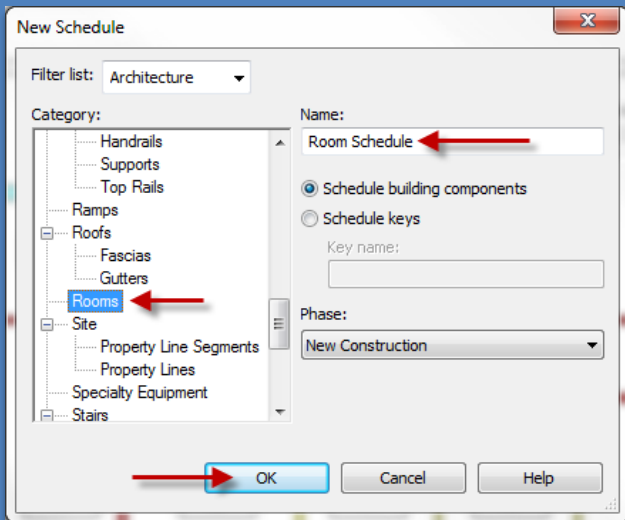 New Schedule
Filter list: Architecture
Category:
Handrails
Supports
Top Rails
Ramps
Roofs
Fascias
Gutters
Rooms
Site
Property Line Segments
Property Lines
Specialty Equipment
Stairs
Name:
Room Schedule
Schedule building components
Schedule keys
Key name:
Phase:
New Construction
OK Cancel Help